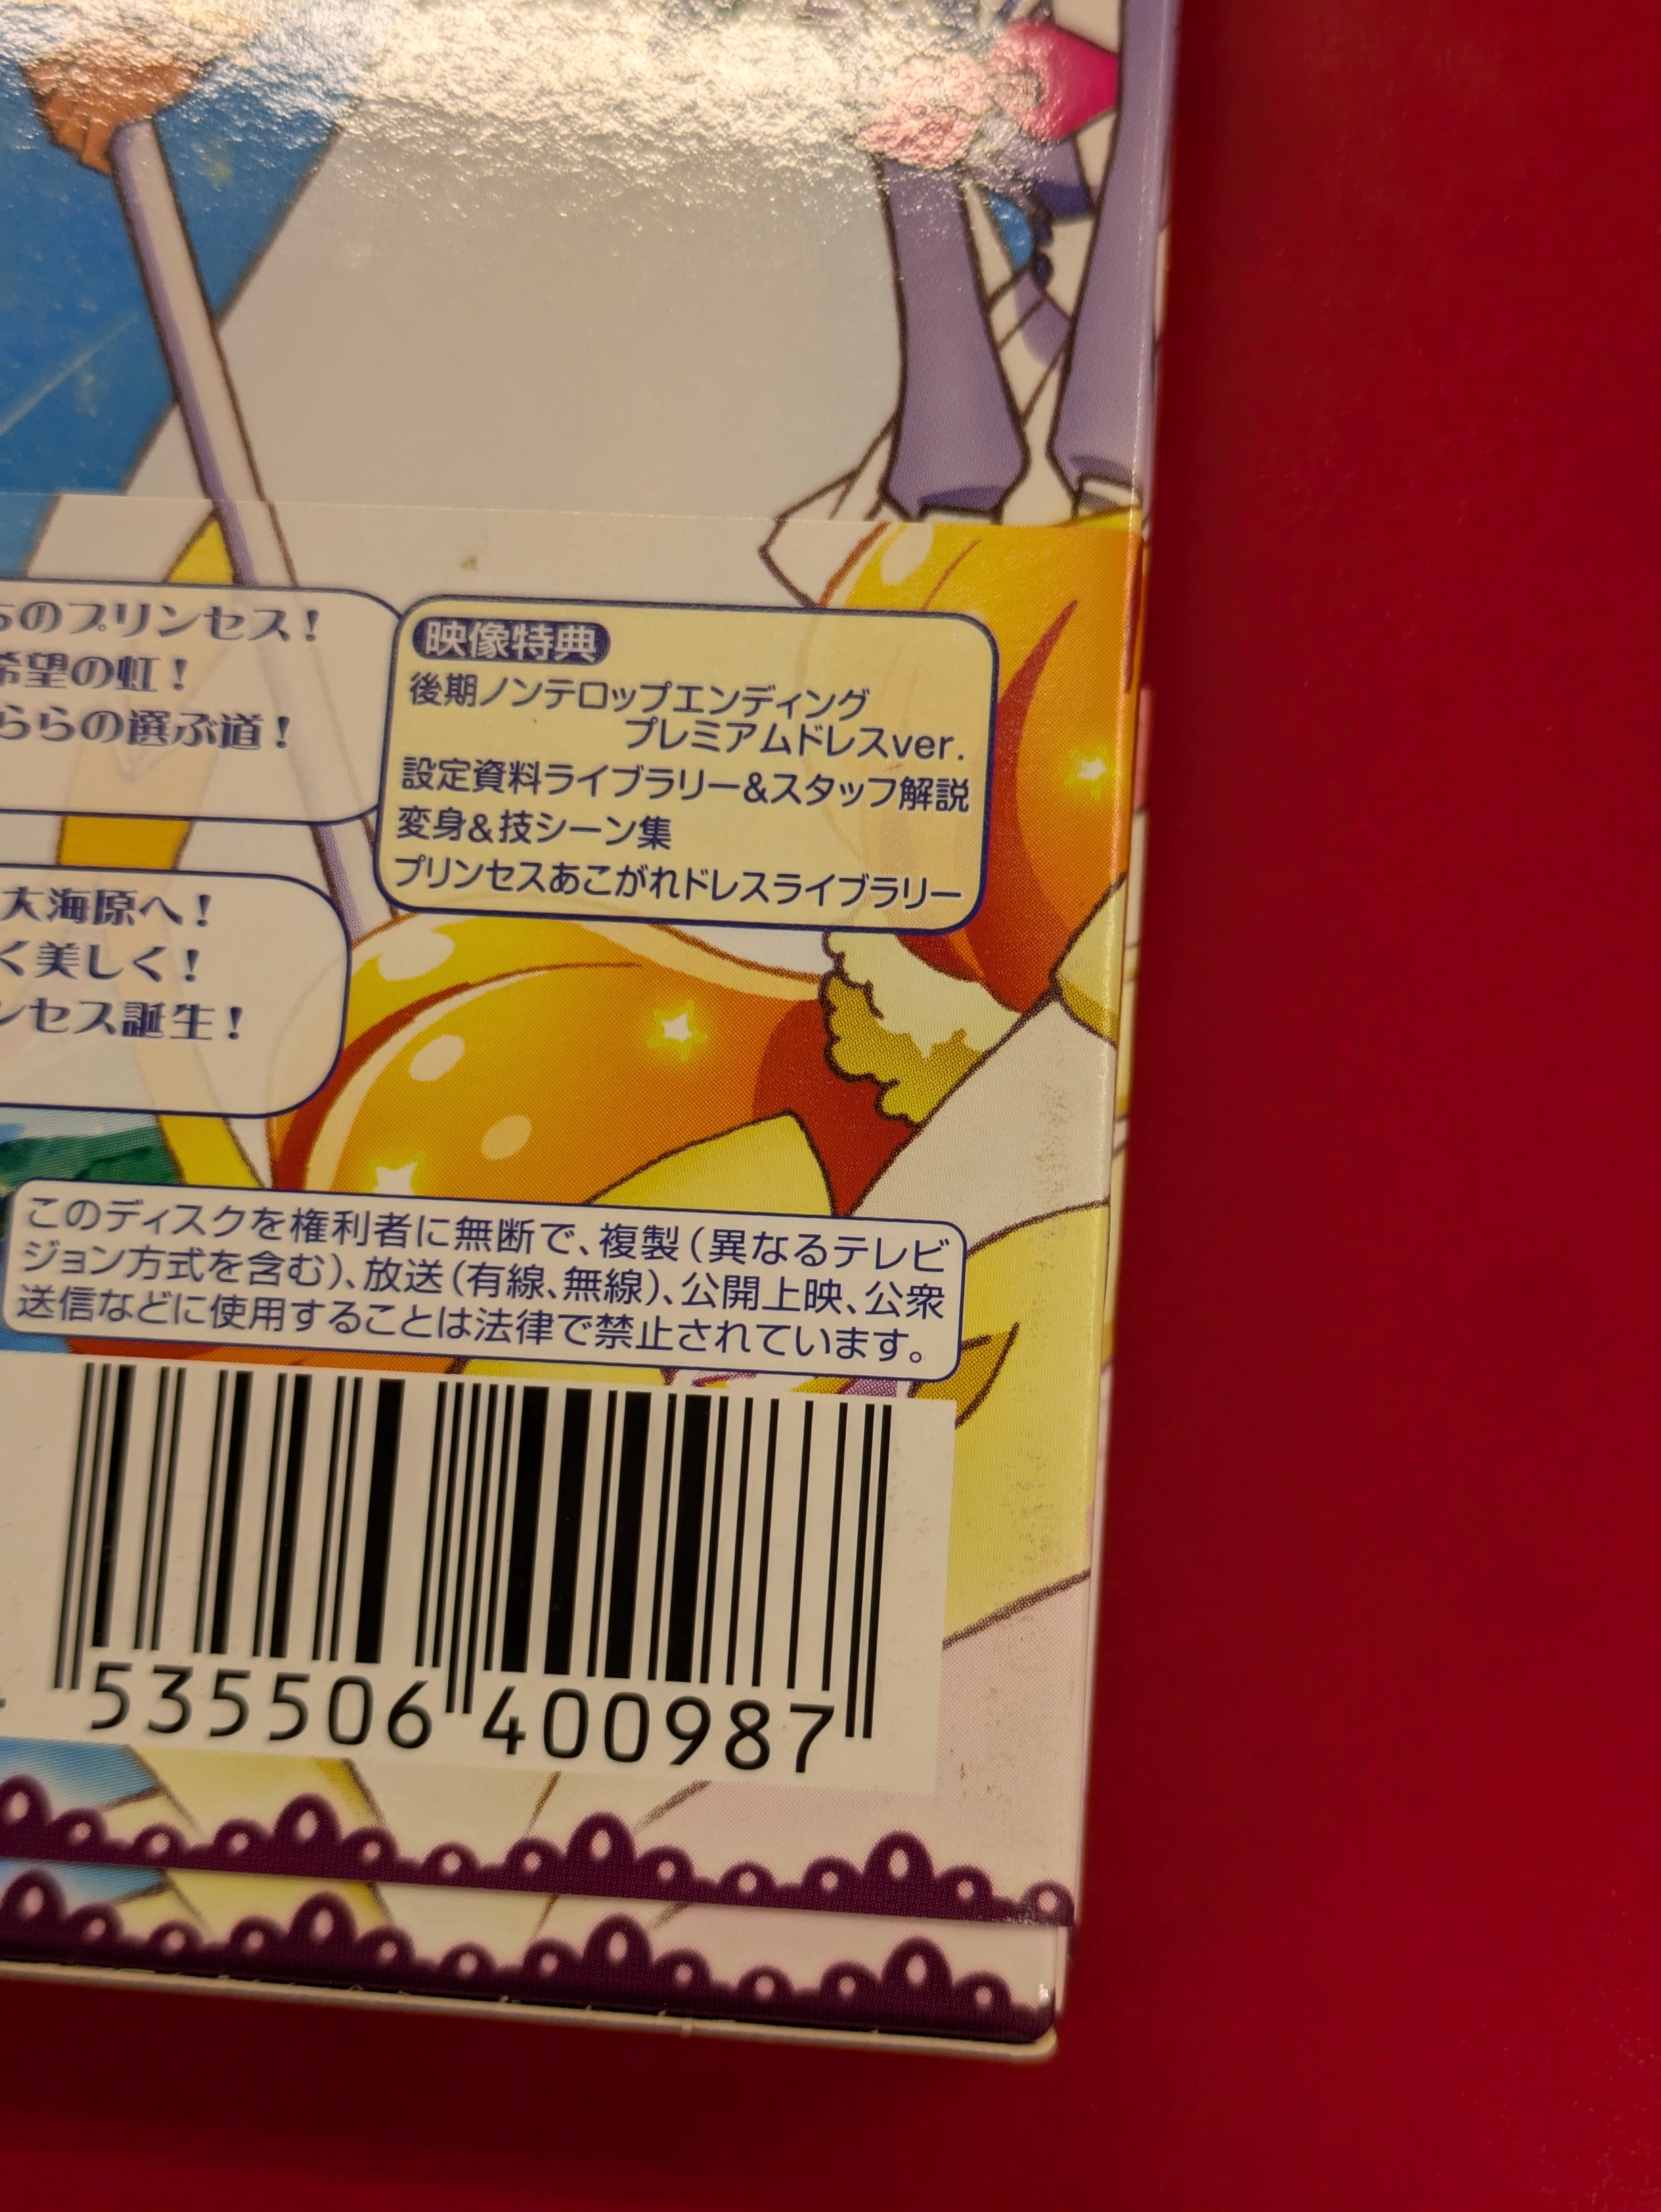 ちのプリンセス！
希望の虹！
ららの選ぶ道！
映像特典
後期ノンテロップエンディング
プレミアムドレスver.
設定資料ライブラリー&スタッフ解説
変身&技シーン集
プリンセスあこがれドレスライブラリー
大海原へ！
く美しく！
ンセス誕生！
このディスクを権利者に無断で、複製（異なるテレビ
ジョン方式を含む）、放送（有線、無線）、公開上映、公衆
送信などに使用することは法律で禁止されています。
535506 400987